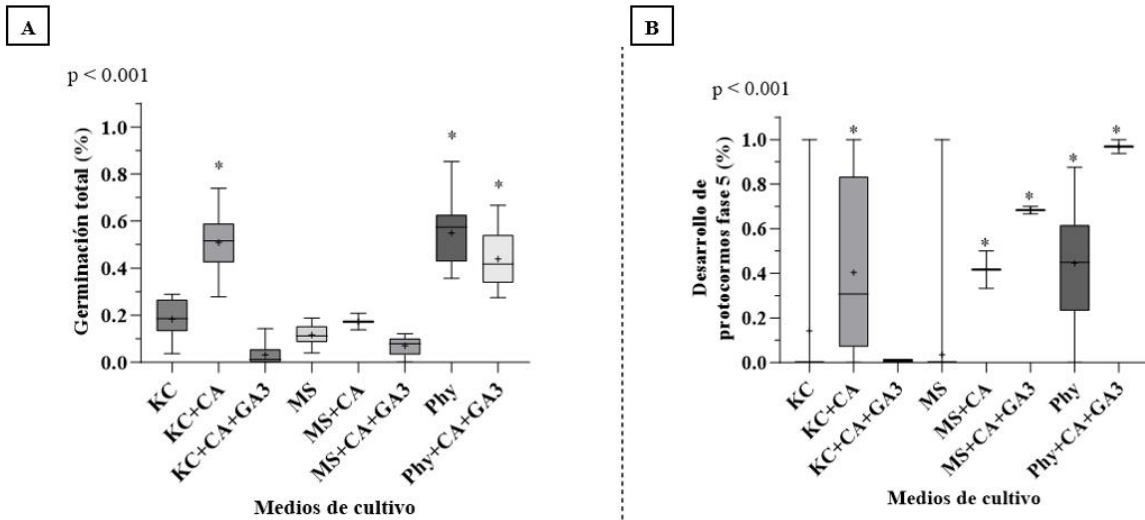 A
p < 0.001
Germinación total (%)
1.0
0.8
0.6
0.4
0.2
0.0
*
*
*
KC
KC+CA
KC+CA+GA3
MS
MS+CA
MS+CA+GA3
Phy
Phy+CA+GA3
Medios de cultivo
B
p < 0.001
Desarrollo de
protocormos fase 5 (%)
1.0
0.8
0.6
0.4
0.2
0.0
*
*
*
*
*
KC
KC+CA
KC+CA+GA3
MS
MS+CA
MS+CA+GA3
Phy
Phy+CA+GA3
Medios de cultivo